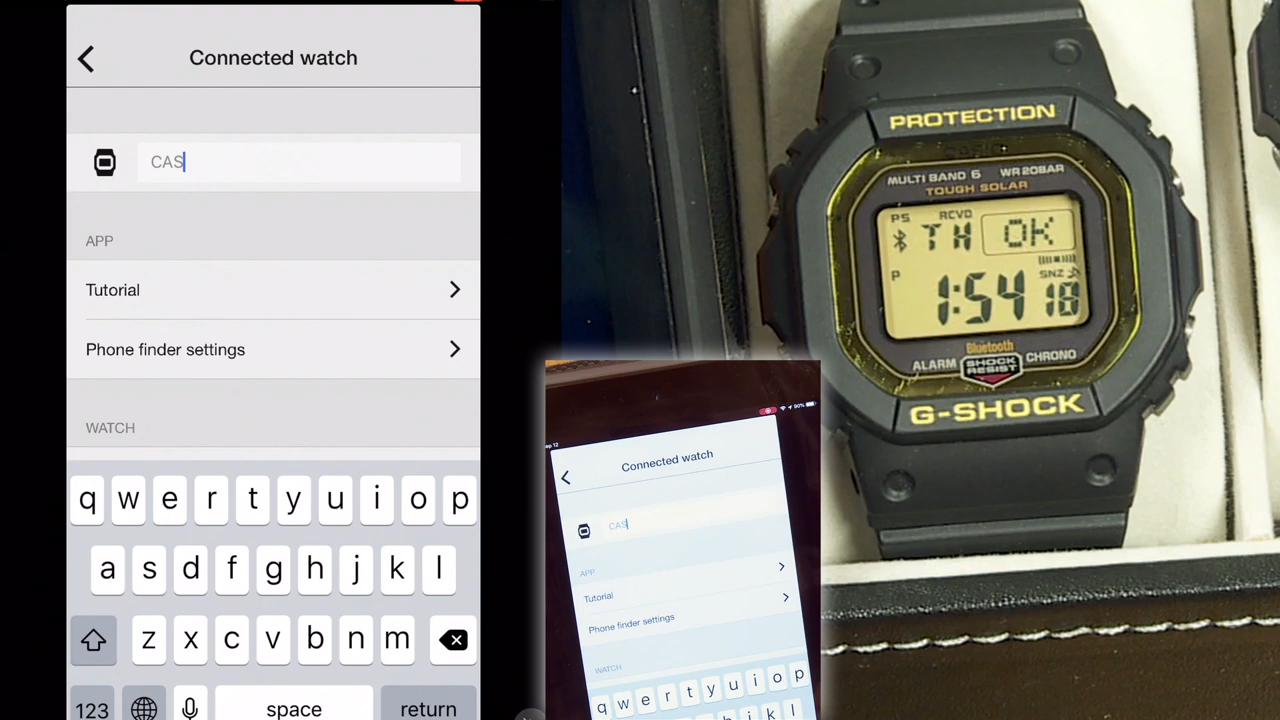 Connected watch
CAS
APP
Tutorial
Phone finder settings
WATCH
q w e r t y u i o p
a s d f g h j k l
z x c v b n m
123
space
return
PROTECTION
CASIO
MULTI BAND 6 WR20BAR
TOUGH SOLAR
PS RCVD
TH OK
SNZ
P 1:54 18
Bluetooth
ALARM SHOCK RESIST CHRONO
G-SHOCK
90%
Connected watch
CAS
APP
Tutorial
Phone finder settings
WATCH
q w e r t y u i o p
j k l